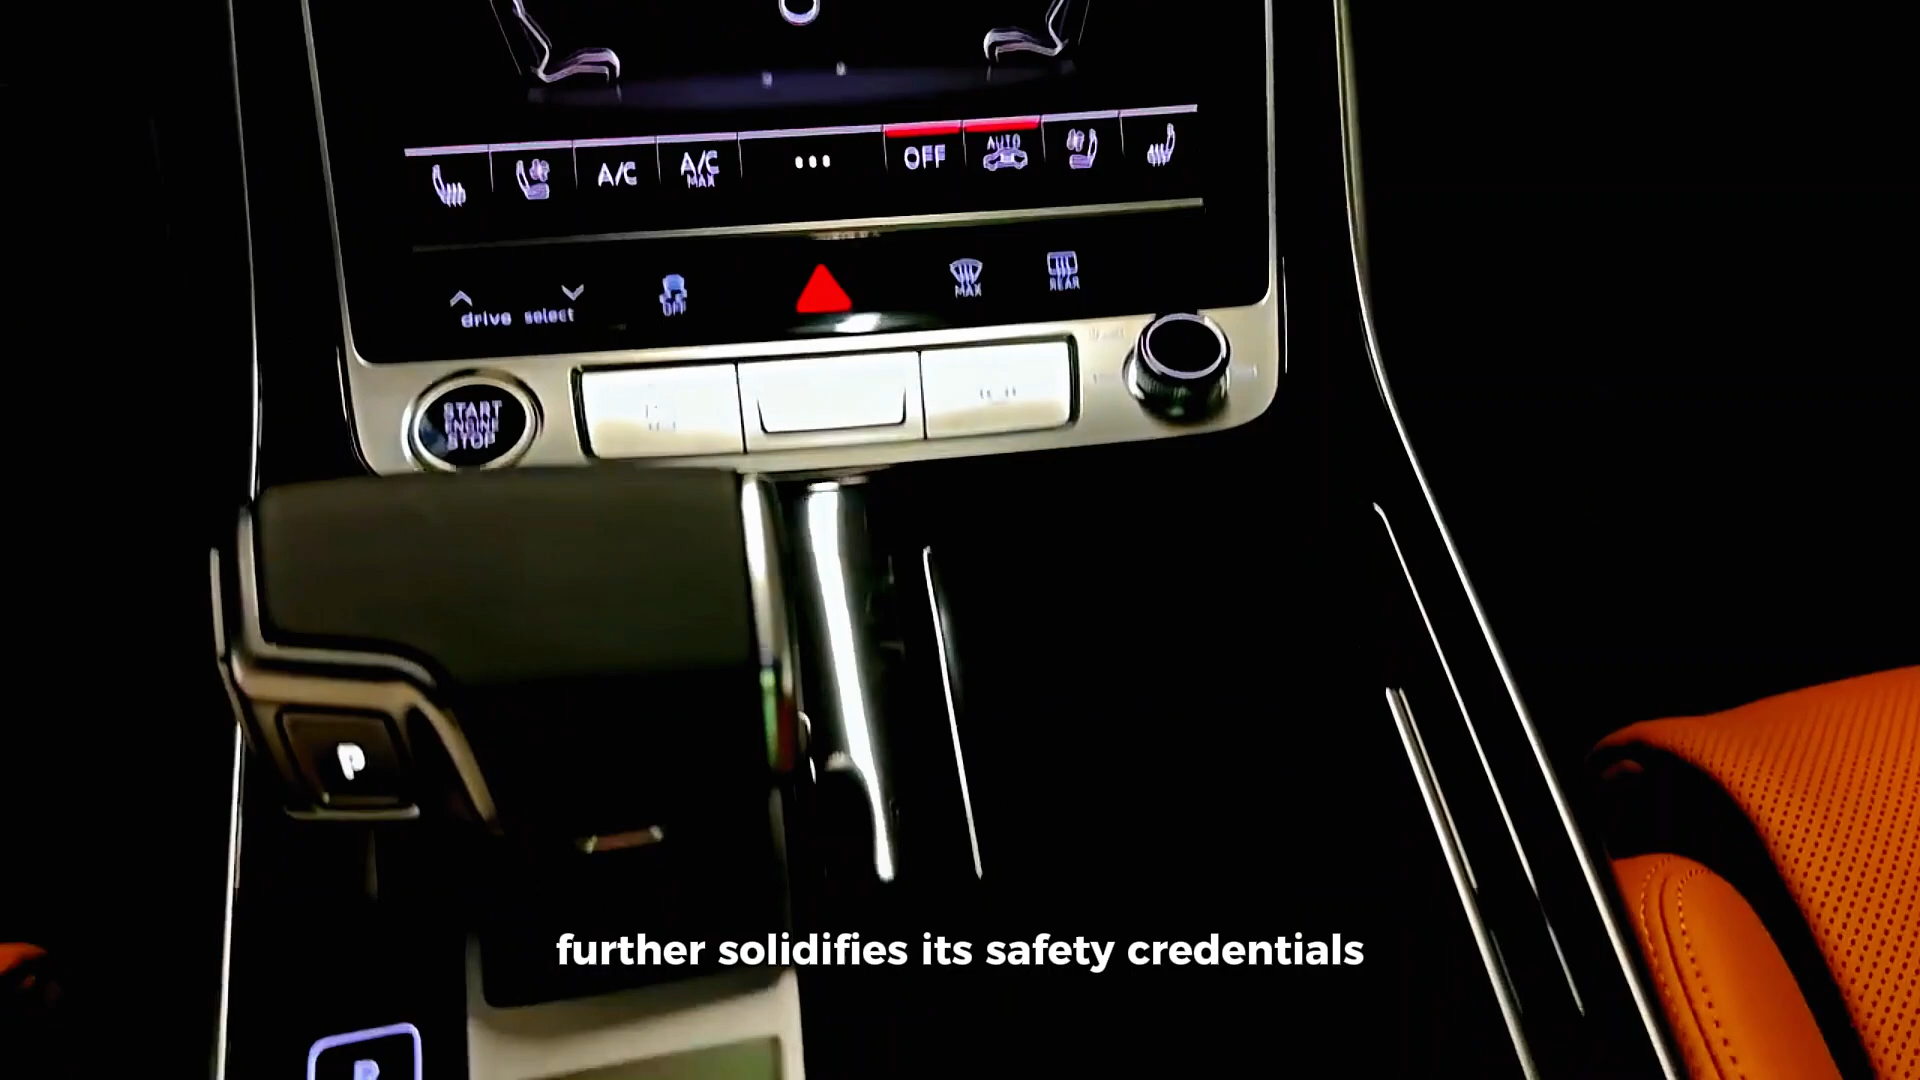 A/C
A/C
MAX
OFF
AUTO
drive select
OFF
MAX
REAR
START
ENGINE
STOP
P
P
further solidifies its safety credentials